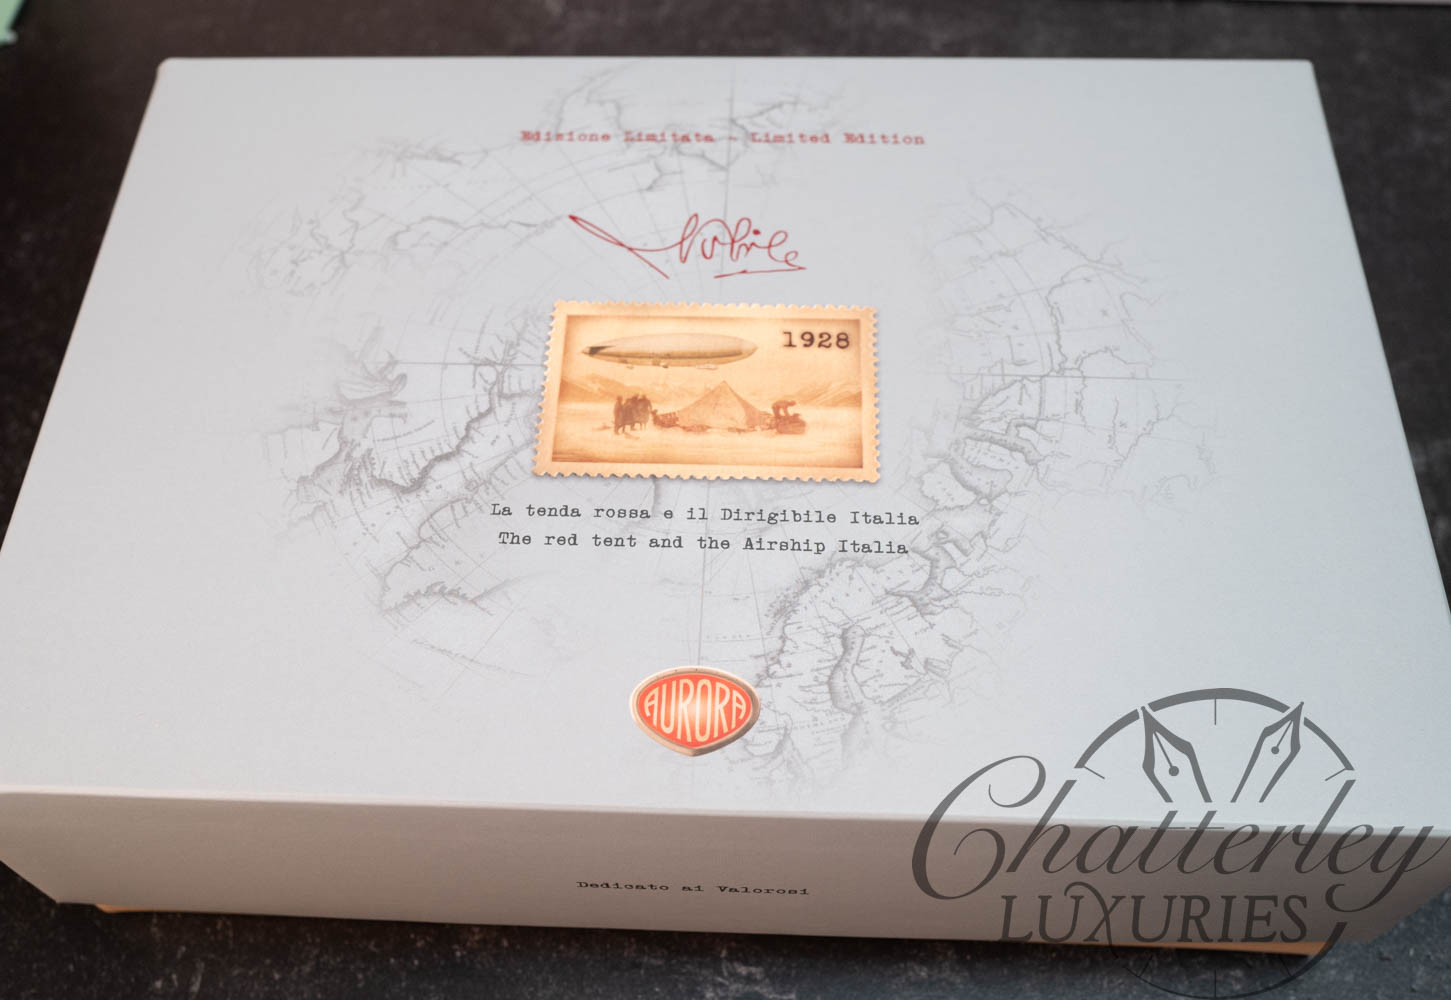 Edizione Limitata - Limited Edition
Nobile
1928
La tenda rossa e il Dirigibile Italia
The red tent and the Airship Italia
AURORA
Dedicato ai Valorosi
Chatterley
LUXURIES